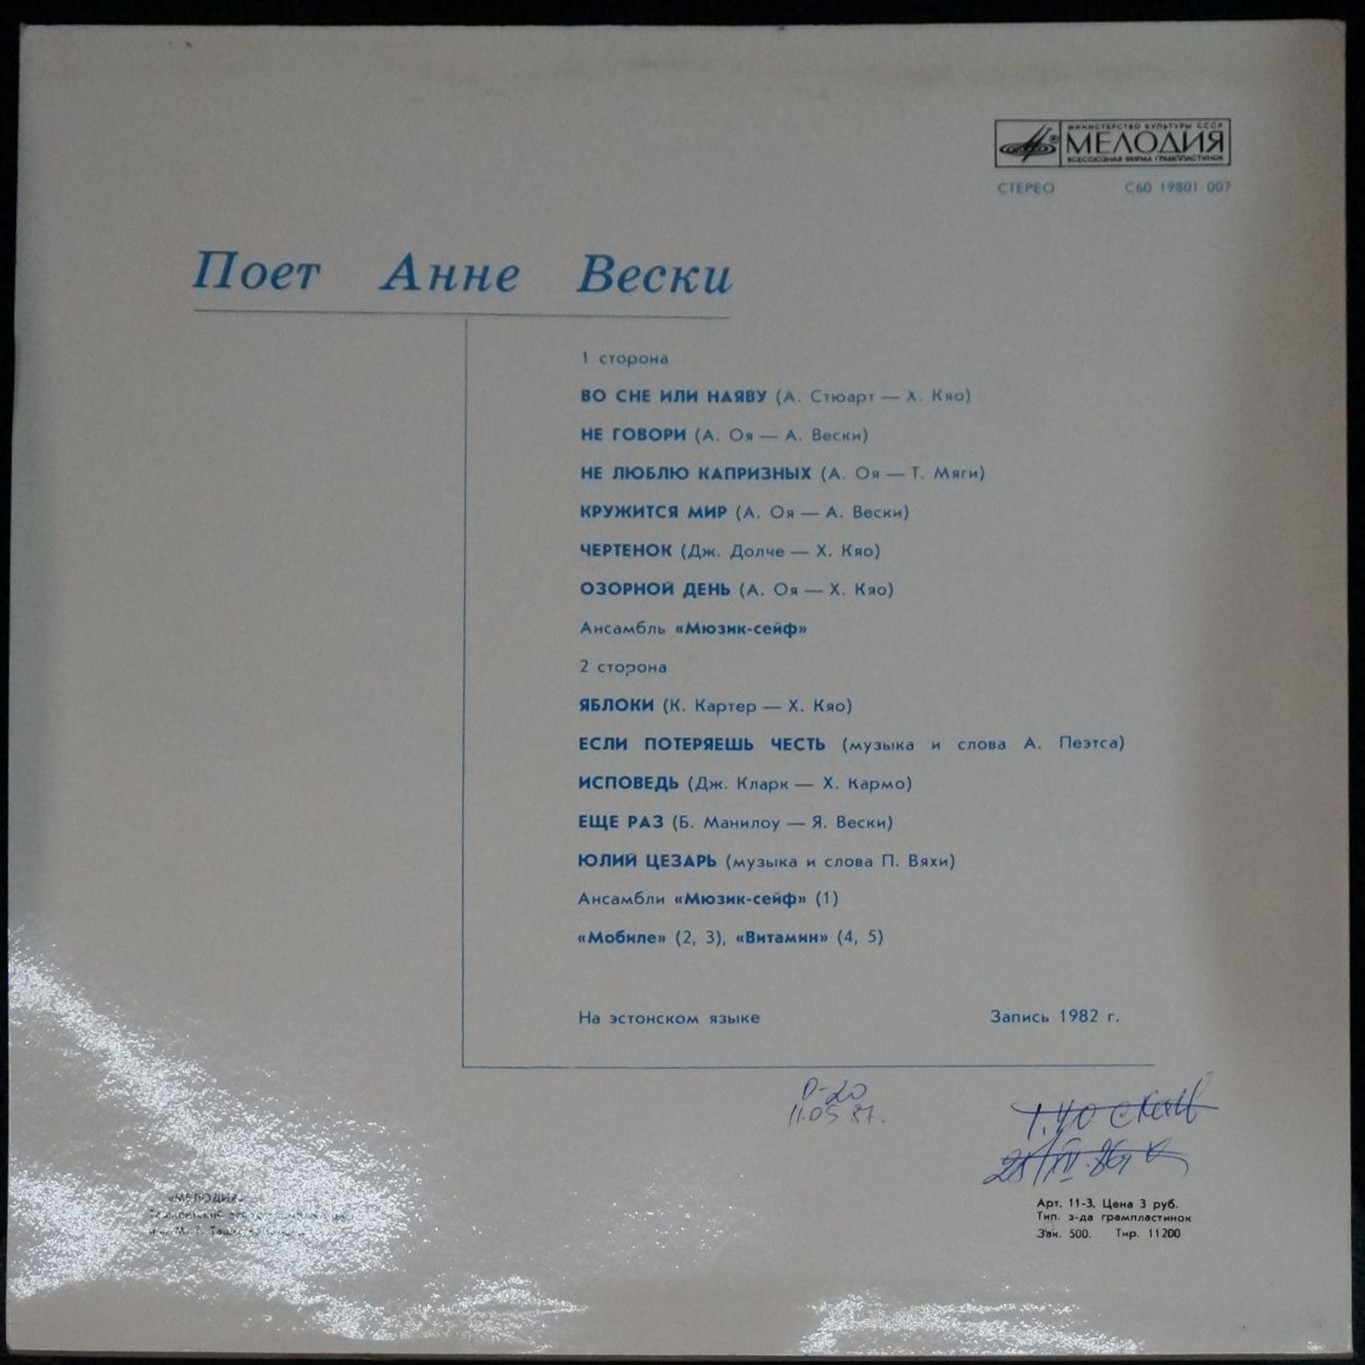 МИНИСТЕРСТВО КУЛЬТУРЫ СССР
МЕЛОДИЯ
ВСЕСОЮЗНАЯ ФИРМА ГРАМПЛАСТИНОК
СТЕРЕО С60 19801 007
Поет Анне Вески
1 сторона
ВО СНЕ ИЛИ НАЯВУ (А. Стюарт — Х. Кяо)
НЕ ГОВОРИ (А. Оя — А. Вески)
НЕ ЛЮБЛЮ КАПРИЗНЫХ (А. Оя — Т. Мяги)
КРУЖИТСЯ МИР (А. Оя — А. Вески)
ЧЕРТЕНОК (Дж. Долче — Х. Кяо)
ОЗОРНОЙ ДЕНЬ (А. Оя — Х. Кяо)
Ансамбль «Мюзик-сейф»
2 сторона
ЯБЛОКИ (К. Картер — Х. Кяо)
ЕСЛИ ПОТЕРЯЕШЬ ЧЕСТЬ (музыка и слова А. Пеэтса)
ИСПОВЕДЬ (Дж. Кларк — Х. Кармо)
ЕЩЕ РАЗ (Б. Манилоу — Я. Вески)
ЮЛИЙ ЦЕЗАРЬ (музыка и слова П. Вяхи)
Ансамбли «Мюзик-сейф» (1)
«Мобиле» (2, 3), «Витамин» (4, 5)
На эстонском языке Запись 1982 г.
Р-20
11.05 87.
«МЕЛОДИЯ»
Арт. 11-3. Цена 3 руб.
Тип. з-да грампластинок
Зак. 500. Тир. 11200